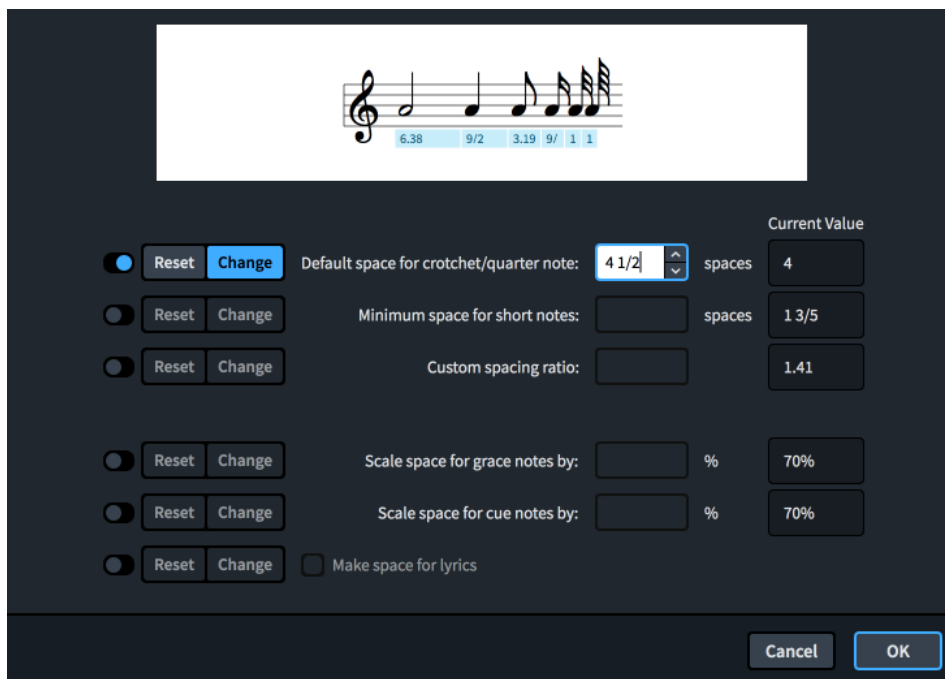 6.38 9/2 3.19 9/ 1 1
Current Value
Reset Change Default space for crotchet/quarter note: 4 1/2 spaces 4
Reset Change Minimum space for short notes: spaces 1 3/5
Reset Change Custom spacing ratio: 1.41
Reset Change Scale space for grace notes by: % 70%
Reset Change Scale space for cue notes by: % 70%
Reset Change Make space for lyrics
Cancel OK